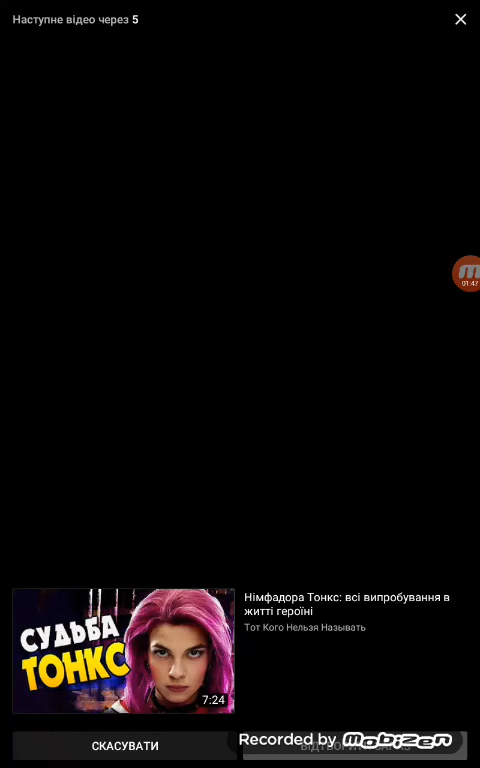 Наступне відео через 5
01:47
СУДЬБА
ТОНКС
7:24
Німфадора Тонкс: всі випробування в
житті героїні
Тот Кого Нельзя Называть
СКАСУВАТИ
Recorded by MOBIZEN